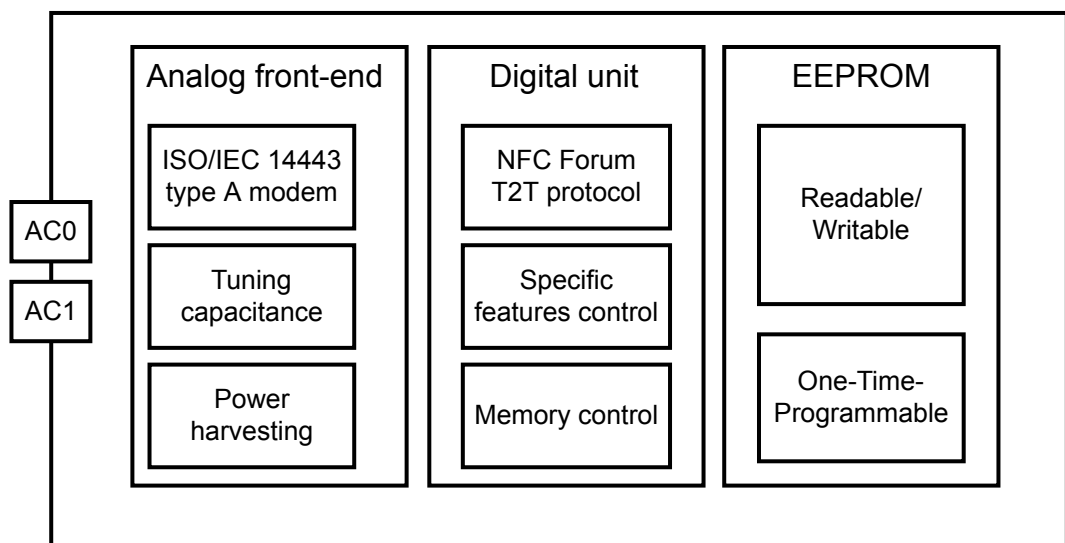 Analog front-end
ISO/IEC 14443
type A modem
Tuning
capacitance
Power
harvesting
Digital unit
NFC Forum
T2T protocol
Specific
features control
Memory control
EEPROM
Readable/
Writable
One-Time-
Programmable
AC0
AC1